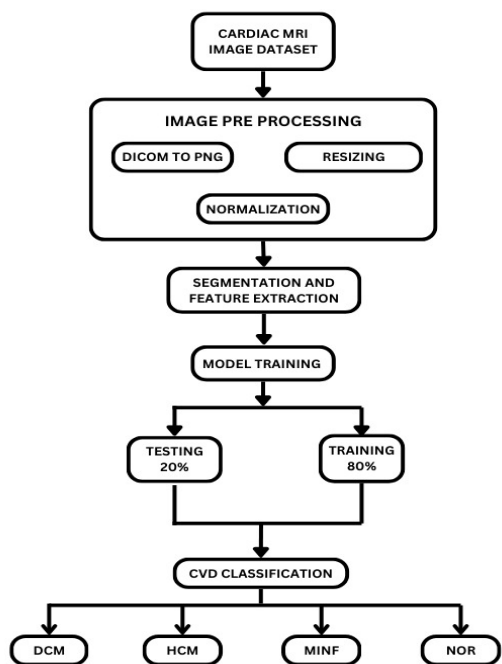 CARDIAC MRI
IMAGE DATASET
IMAGE PRE PROCESSING
DICOM TO PNG
RESIZING
NORMALIZATION
SEGMENTATION AND
FEATURE EXTRACTION
MODEL TRAINING
TESTING
20%
TRAINING
80%
CVD CLASSIFICATION
DCM
HCM
MINF
NOR